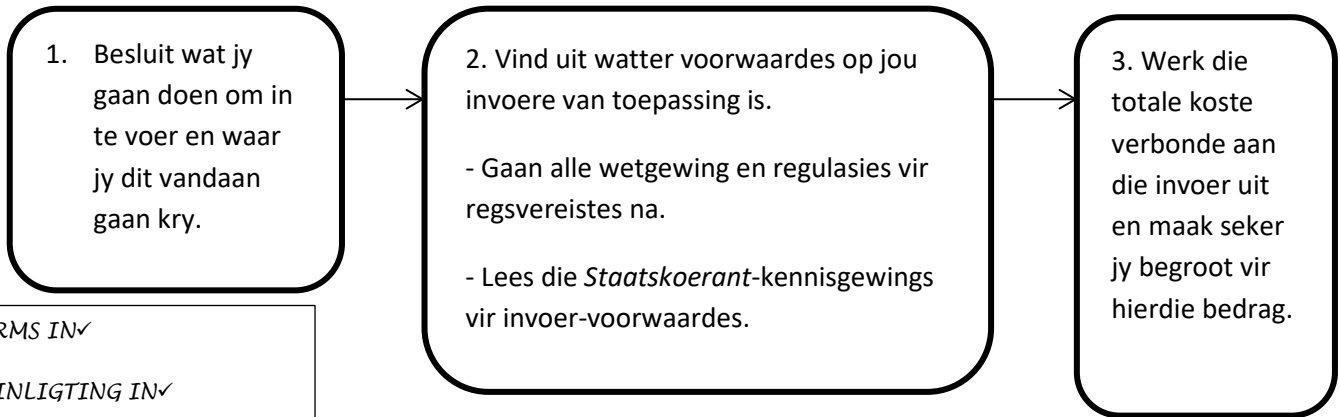 1. Besluit wat jy
gaan doen om in
te voer en waar
jy dit vandaan
gaan kry.
2. Vind uit watter voorwaardes op jou
invoere van toepassing is.
- Gaan alle wetgewing en regulasies vir
regsvereistes na.
- Lees die Staatskoerant-kennisgewings
vir invoer-voorwaardes.
3. Werk die
totale koste
verbonde aan
die invoer uit
en maak seker
jy begroot vir
hierdie bedrag.
RMS IN✓
INLIGTING IN✓